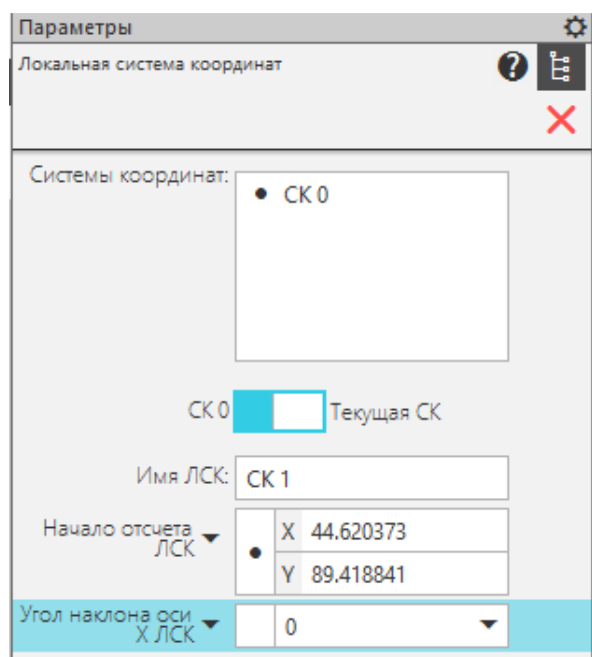 Параметры
Локальная система координат
Системы координат:
СК 0
СК 0 Текущая СК
Имя ЛСК: СК 1
Начало отсчета
ЛСК
X 44.620373
Y 89.418841
Угол наклона оси
X ЛСК
0